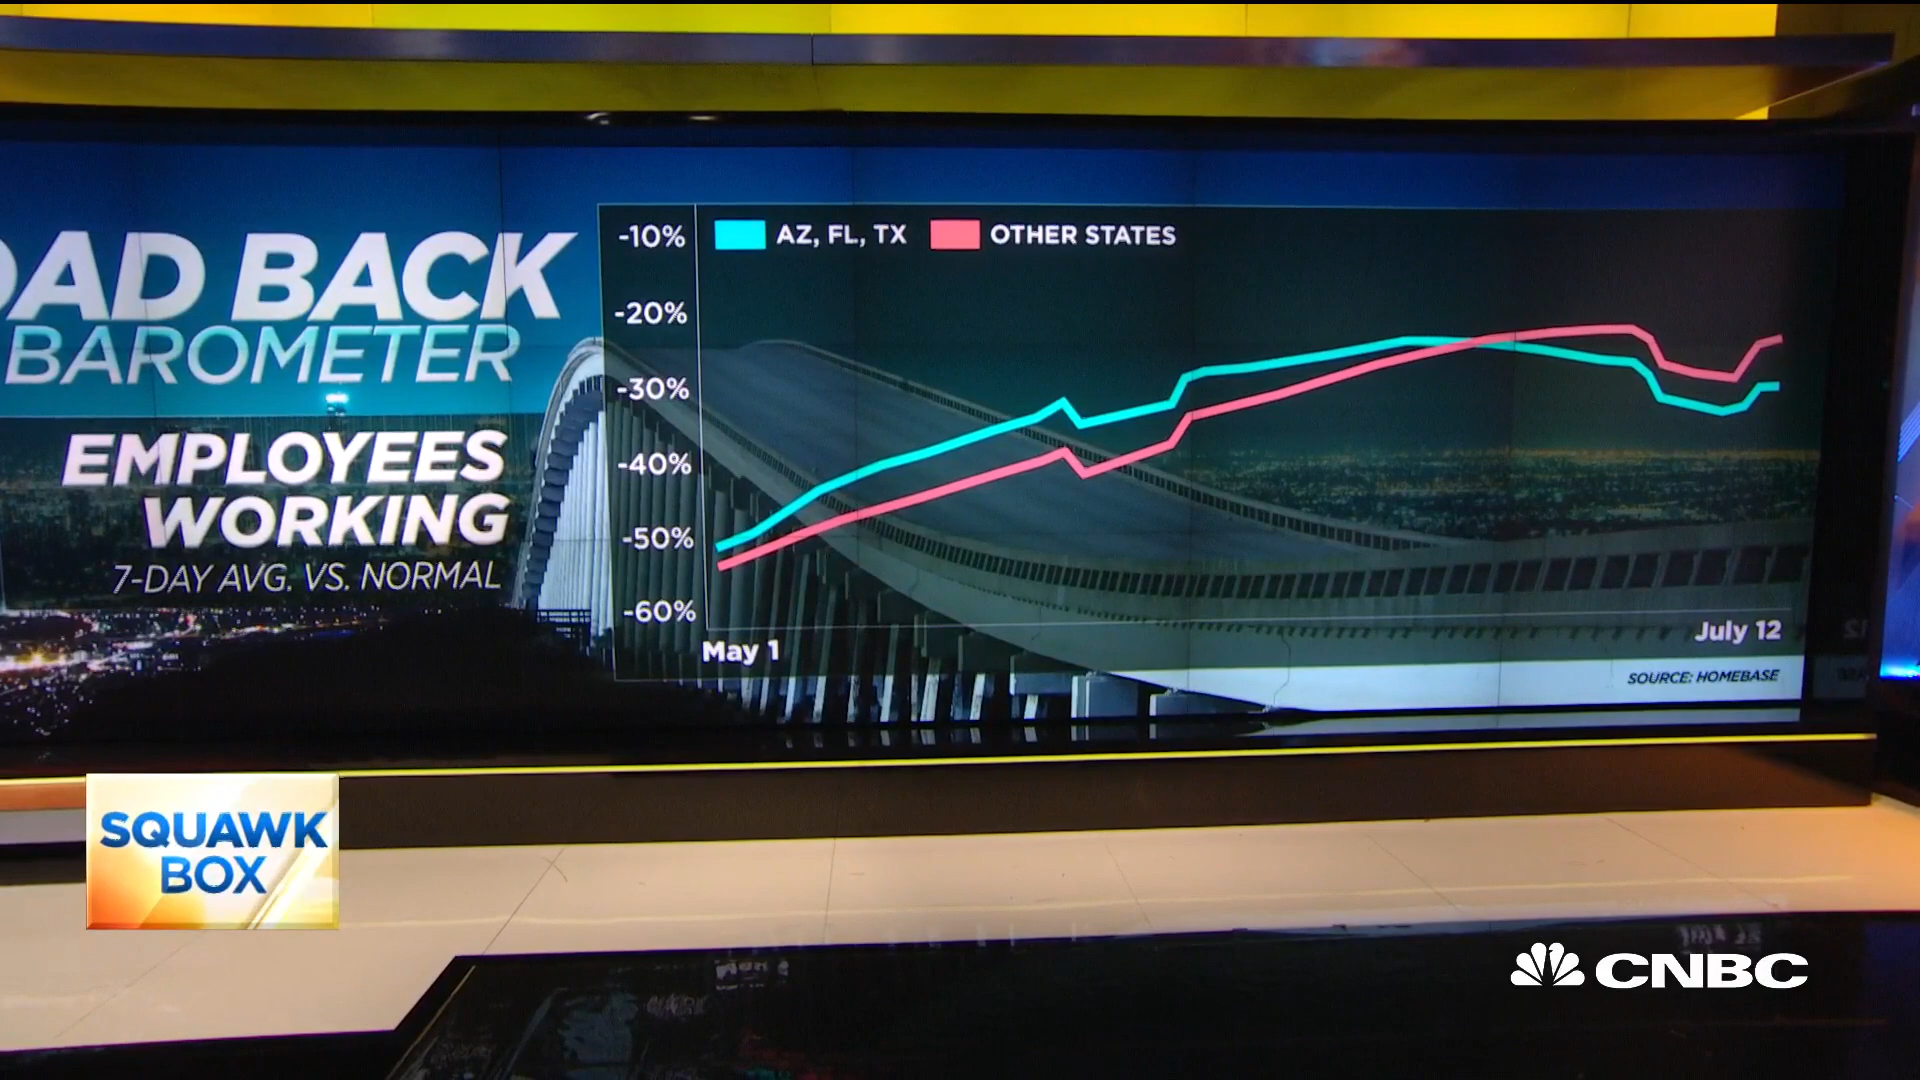 OAD BACK
BAROMETER
EMPLOYEES
WORKING
7-DAY AVG. VS. NORMAL
AZ, FL, TX
OTHER STATES
-10%
-20%
-30%
-40%
-50%
-60%
May 1
July 12
SOURCE: HOMEBASE
SQUAWK
BOX
CNBC